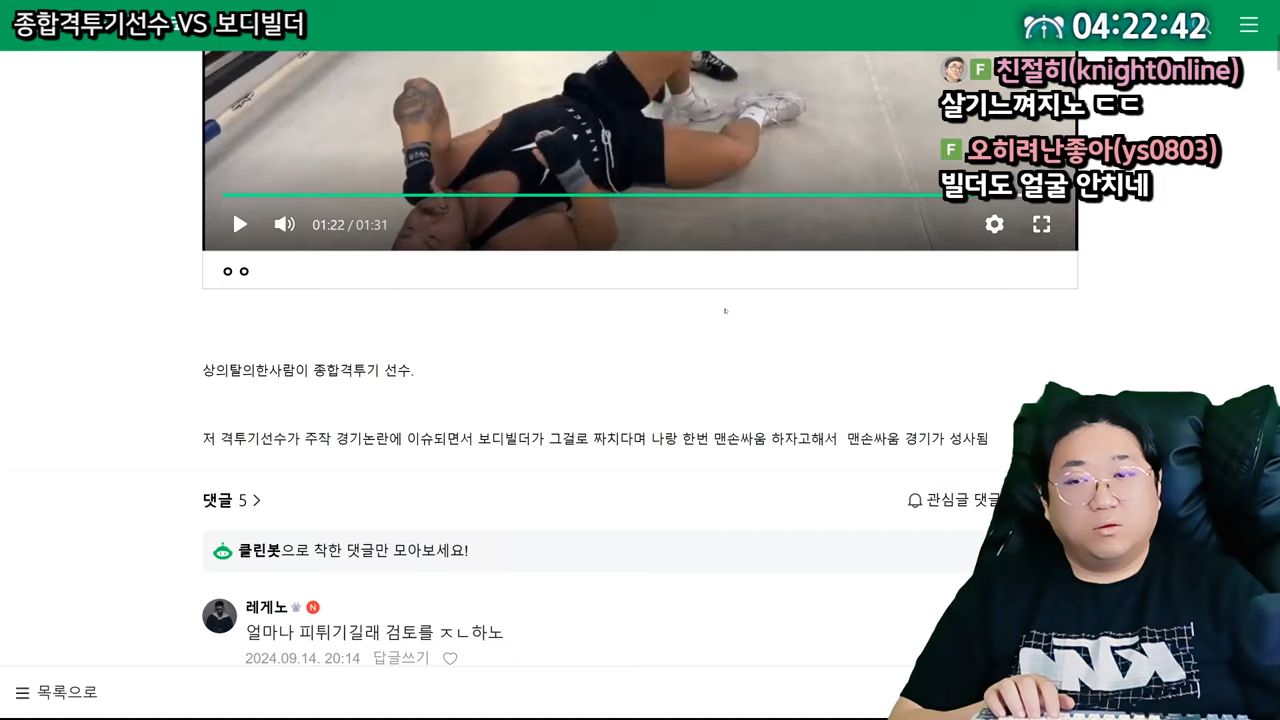 종합격투기선수 VS 보디빌더
04:22:42
F 친절히(knight0nline)
살기느껴지노 ㄷㄷ
F 오히려난좋아(ys0803)
빌더도 얼굴 안치네
01:22 / 01:31
ㅇㅇ
상의탈의한사람이 종합격투기 선수.
저 격투기선수가 주작 경기논란에 이슈되면서 보디빌더가 그걸로 짜치다며 나랑 한번 맨손싸움 하자고해서 맨손싸움 경기가 성사됨
댓글 5
관심글 댓글
클린봇으로 착한 댓글만 모아보세요!
레게노 N
얼마나 피튀기길래 검토를 ㅈㄴ하노
2024.09.14. 20:14 답글쓰기
목록으로